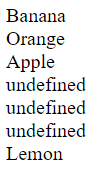 Banana
Orange
Apple
undefined
undefined
undefined
Lemon